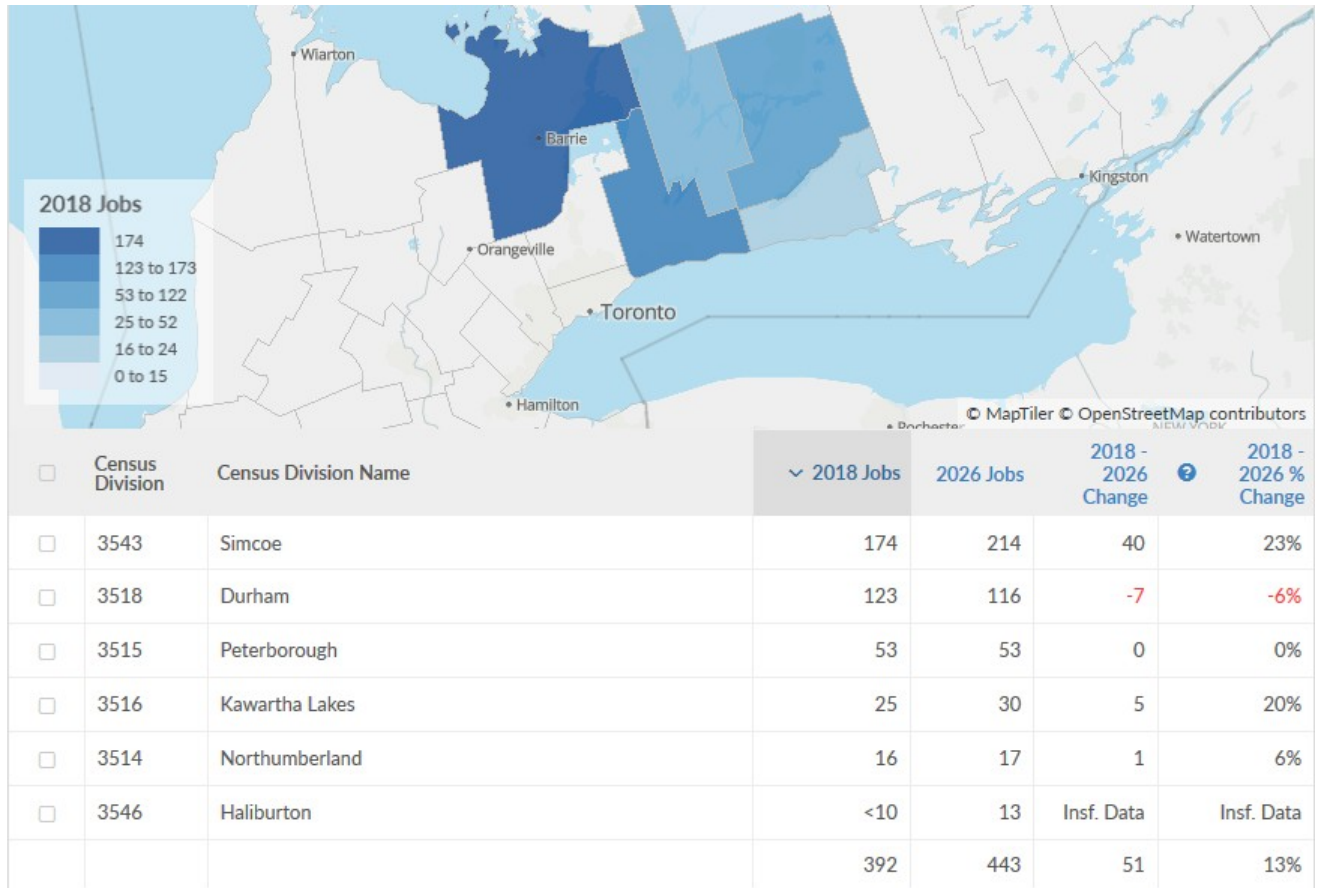 Wiarton
Barrie
Kingston
2018 Jobs
174
123 to 173
53 to 122
25 to 52
16 to 24
0 to 15
Orangeville
Watertown
Toronto
Hamilton
© MapTiler © OpenStreetMap contributors
Rochester
NEW YORK
Census Division
Census Division Name
2018 Jobs
2026 Jobs
2018 -
2026
Change
?
2018 -
2026 %
Change
3543 Simcoe 174 214 40 23%
3518 Durham 123 116 -7 -6%
3515 Peterborough 53 53 0 0%
3516 Kawartha Lakes 25 30 5 20%
3514 Northumberland 16 17 1 6%
3546 Haliburton <10 13 Insf. Data Insf. Data
392 443 51 13%